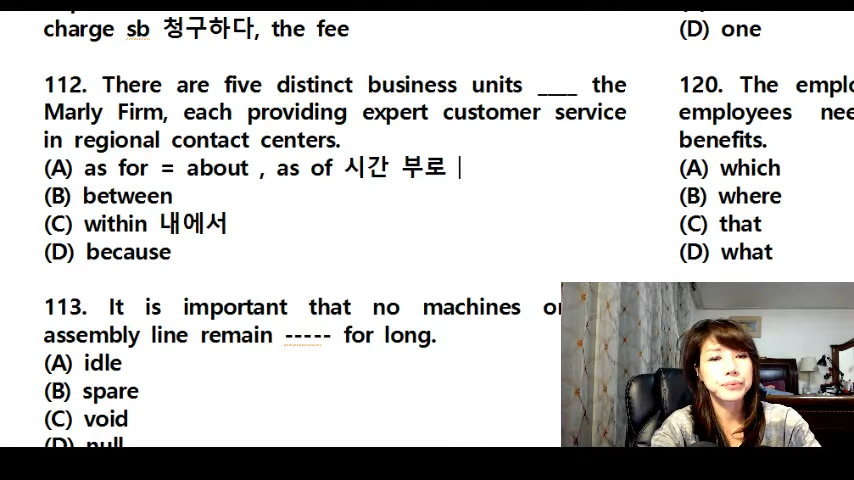 charge sb 청구하다, the fee
112. There are five distinct business units ____ the
Marly Firm, each providing expert customer service
in regional contact centers.
(A) as for = about , as of 시간 부로
(B) between
(C) within 내에서
(D) because
113. It is important that no machines
assembly line remain ----- for long.
(A) idle
(B) spare
(C) void
(D) null
(D) one
120. The
employees
benefits.
(A) which
(B) where
(C) that
(D) what